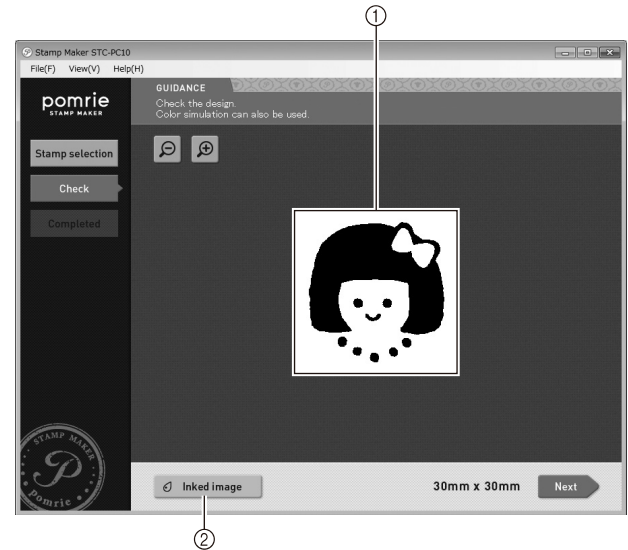 ①
Stamp Maker STC-PC10
File(F) View(V) Help(H)
pomrie
STAMP MAKER
GUIDANCE
Check the design.
Color simulation can also be used.
Stamp selection
Check
Completed
STAMP MAKER
P
Pomrie
Inked image
30mm x 30mm
Next
②